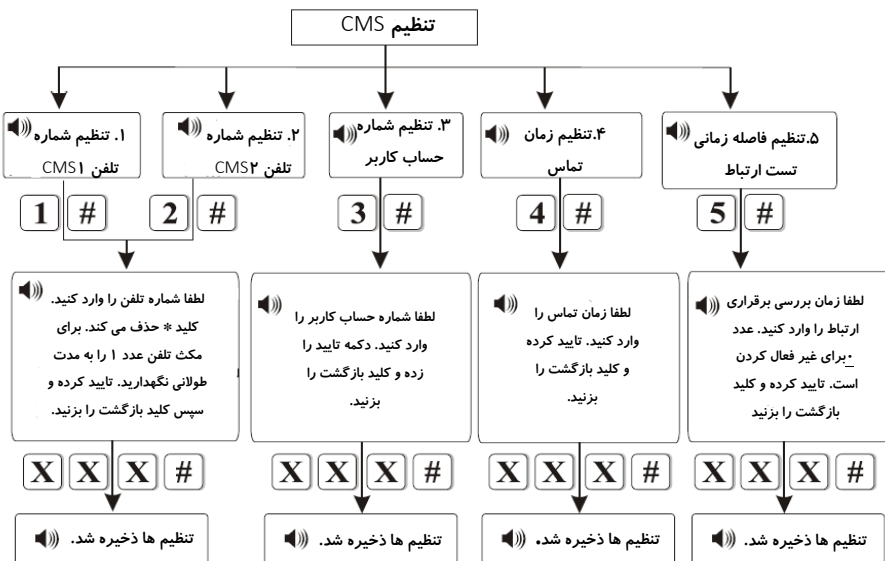 تنظیم CMS
۱. تنظیم شماره
تلفن CMS۱
۲. تنظیم شماره
تلفن CMS۲
۳. تنظیم شماره
حساب کاربر
۴.تنظیم زمان
تماس
۵.تنظیم فاصله زمانی
تست ارتباط
1 #
2 #
3 #
4 #
5 #
لطفا شماره تلفن را وارد کنید.
کلید * حذف می کند. برای
مکث تلفن عدد ۱ را به مدت
طولانی نگهدارید. تایید کرده و
سپس کلید بازگشت را بزنید.
لطفا شماره حساب کاربر را
وارد کنید. دکمه تایید را
زده و کلید بازگشت را
بزنید.
لطفا زمان تماس را
وارد کنید. تایید کرده
و کلید بازگشت را
بزنید.
لطفا زمان بررسی برقراری
ارتباط را وارد کنید. عدد
۰برای غیر فعال کردن
است. تایید کرده و کلید
بازگشت را بزنید
X X X #
X X X #
X X X #
X X X #
تنظیم ها ذخیره شد.
تنظیم ها ذخیره شد.
تنظیم ها ذخیره شد.
تنظیم ها ذخیره شد.